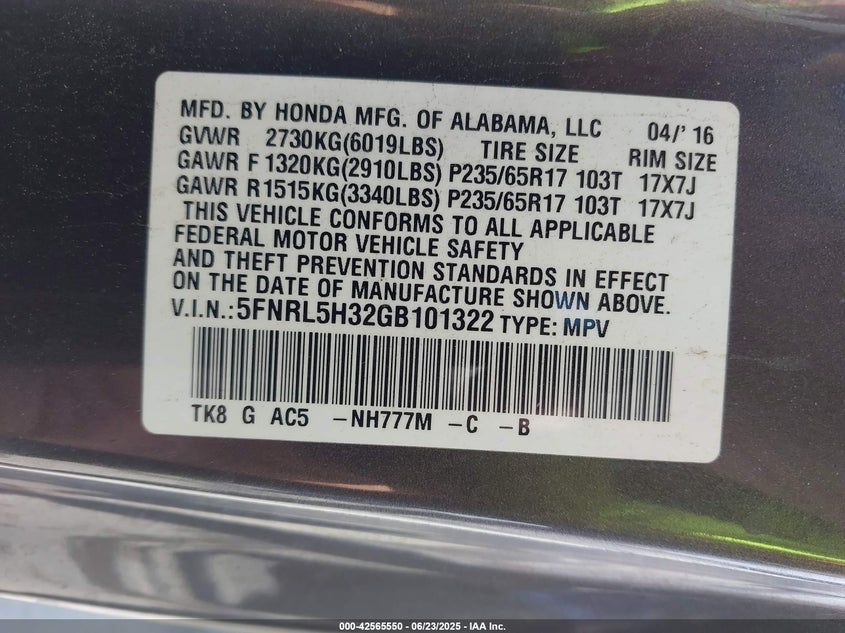 MFD. BY HONDA MFG. OF ALABAMA, LLC 04/' 16
GVWR 2730KG(6019LBS) TIRE SIZE RIM SIZE
GAWR F 1320KG(2910LBS) P235/65R17 103T 17X7J
GAWR R1515KG(3340LBS) P235/65R17 103T 17X7J
THIS VEHICLE CONFORMS TO ALL APPLICABLE
FEDERAL MOTOR VEHICLE SAFETY
AND THEFT PREVENTION STANDARDS IN EFFECT
ON THE DATE OF MANUFACTURE SHOWN ABOVE.
V.I.N.:5FNRL5H32GB101322 TYPE: MPV
TK8 G AC5 -NH777M -C -B
000-42565550 - 06/23/2025 - IAA Inc.